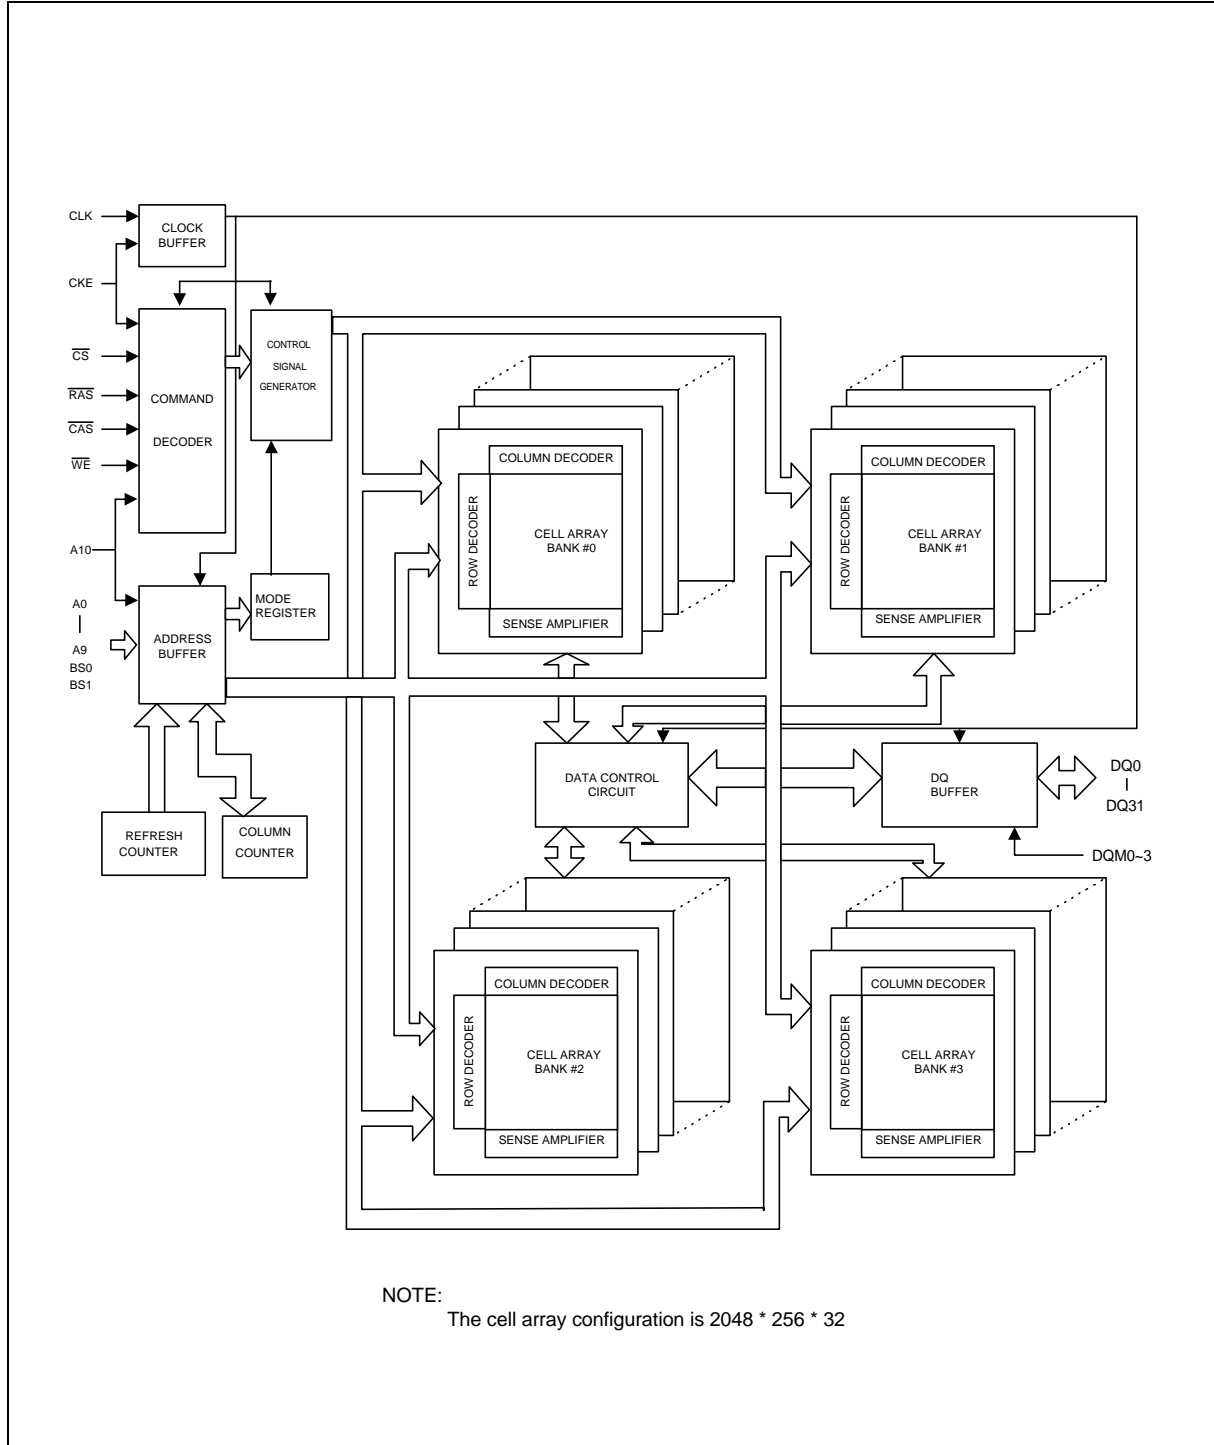 CLK
CLOCK
BUFFER
CKE
CS
RAS
CAS
WE
COMMAND
DECODER
CONTROL
SIGNAL
GENERATOR
A10
A0
A9
BS0
BS1
ADDRESS
BUFFER
MODE
REGISTER
REFRESH
COUNTER
COLUMN
COUNTER
COLUMN DECODER
ROW DECODER
CELL ARRAY
BANK #0
SENSE AMPLIFIER
COLUMN DECODER
ROW DECODER
CELL ARRAY
BANK #1
SENSE AMPLIFIER
DATA CONTROL
CIRCUIT
DQ
BUFFER
DQ0
DQ31
DQM0~3
COLUMN DECODER
ROW DECODER
CELL ARRAY
BANK #2
SENSE AMPLIFIER
COLUMN DECODER
ROW DECODER
CELL ARRAY
BANK #3
SENSE AMPLIFIER
NOTE:
The cell array configuration is 2048 * 256 * 32